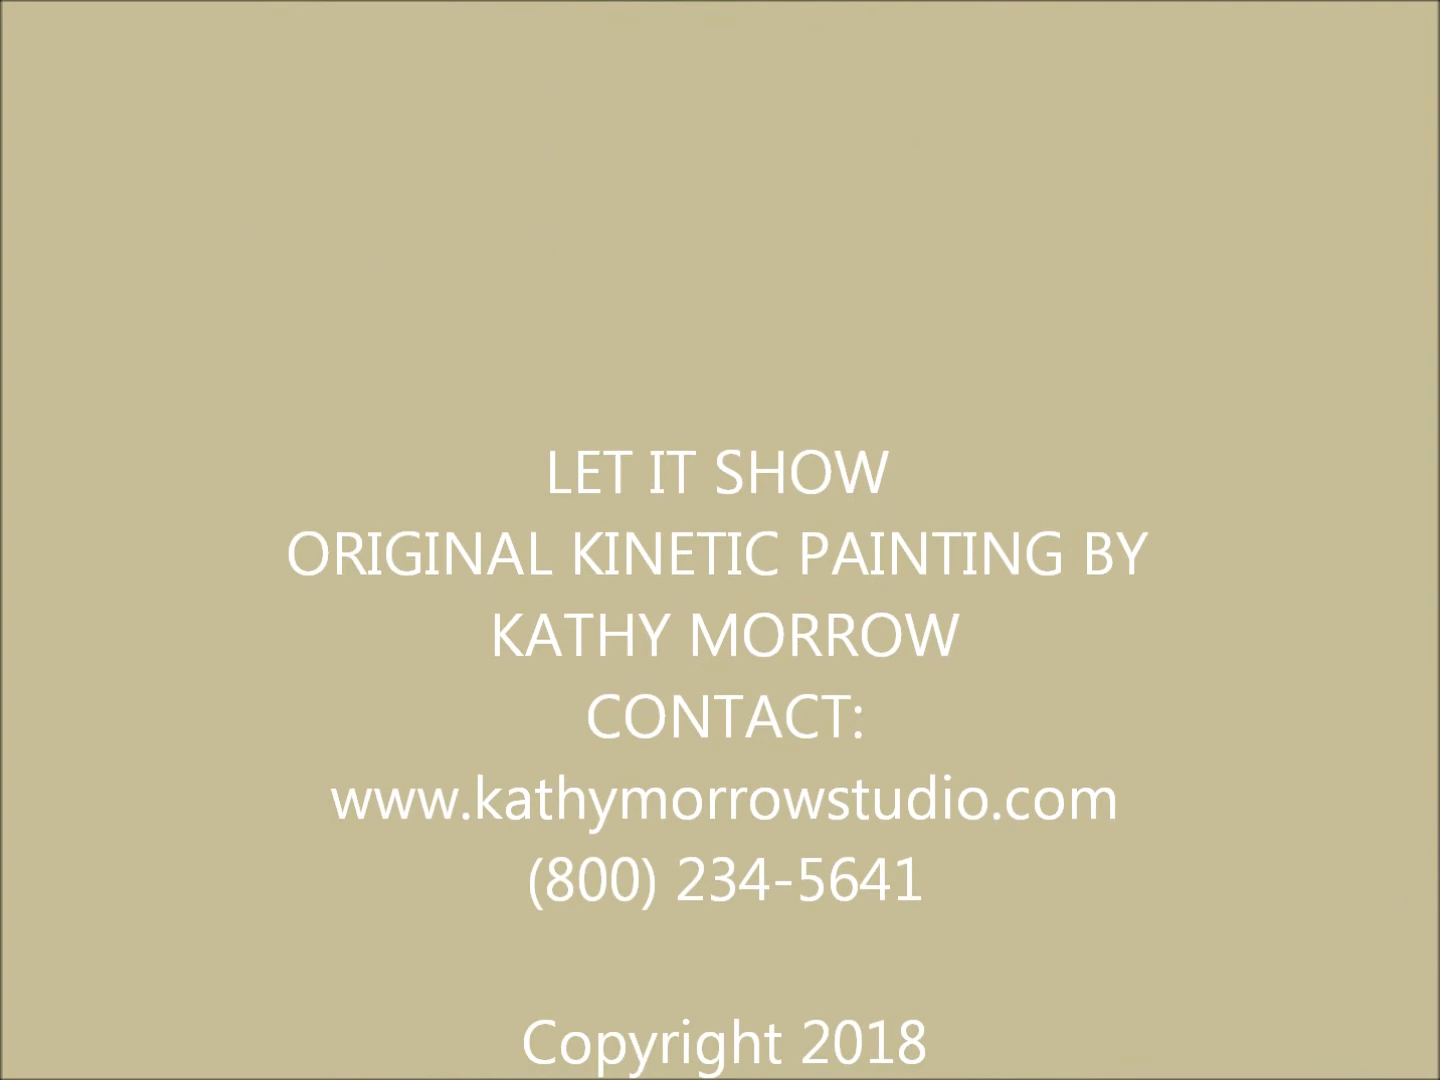 LET IT SHOW
ORIGINAL KINETIC PAINTING BY
KATHY MORROW
CONTACT:
www.kathymorrowstudio.com
(800) 234-5641
Copyright 2018